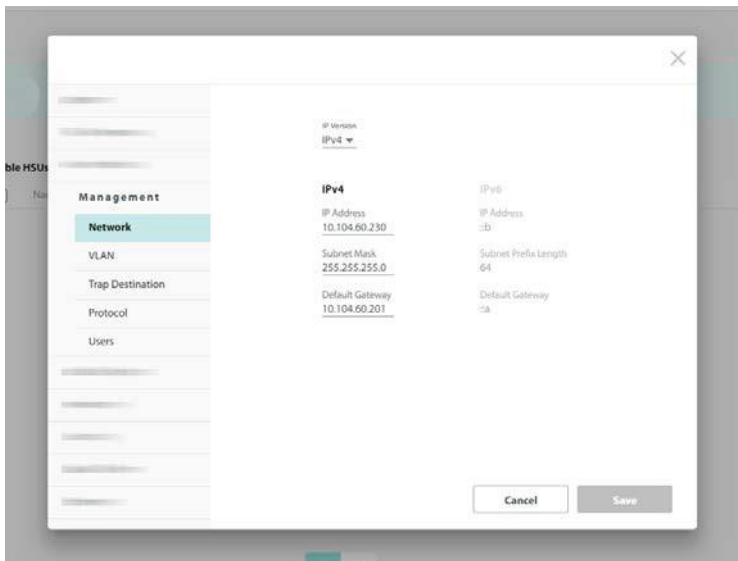 ble HSUs
Na
Management
Network
VLAN
Trap Destination
Protocol
Users
IP Version
IPv4
IPv4
IP Address
10.104.60.230
Subnet Mask
255.255.255.0
Default Gateway
10.104.60.201
IPv6
IP Address
::b
Subnet Prefix Length
64
Default Gateway
::a
Cancel
Save